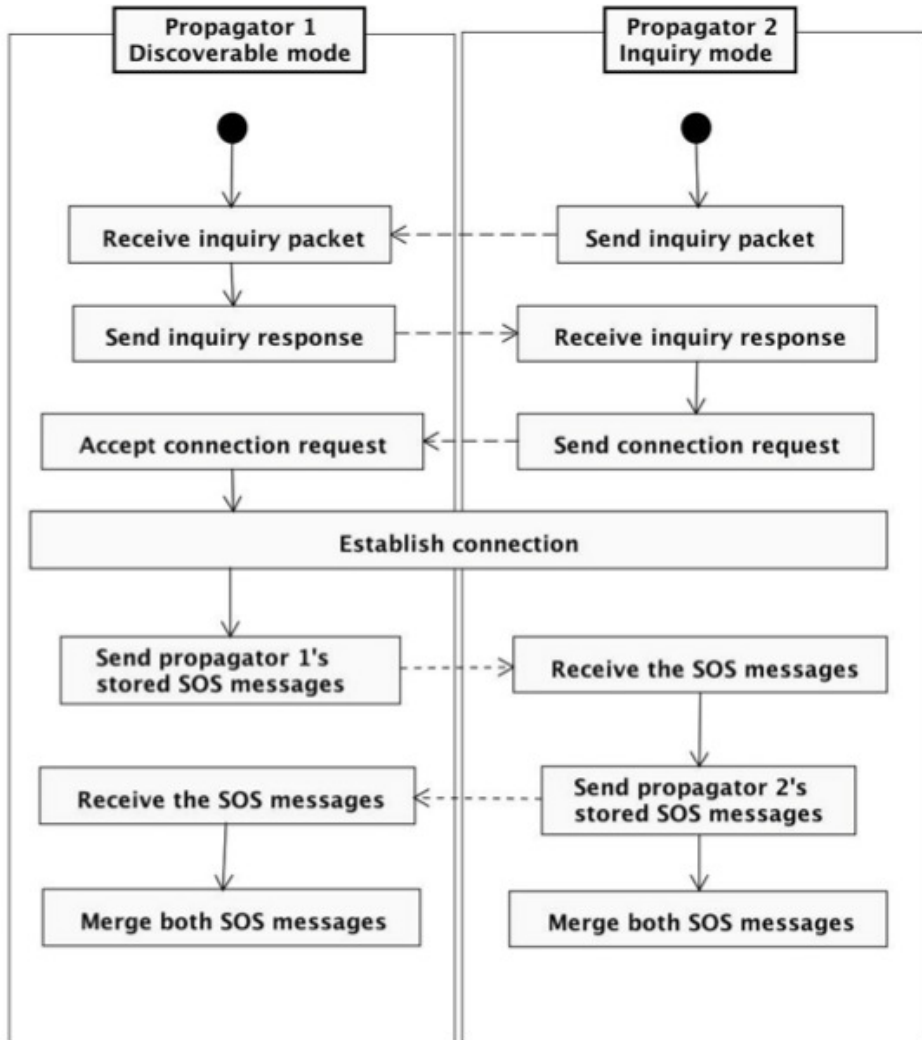 Propagator 1
Discoverable mode
Propagator 2
Inquiry mode
Receive inquiry packet
Send inquiry packet
Send inquiry response
Receive inquiry response
Accept connection request
Send connection request
Establish connection
Send propagator 1's
stored SOS messages
Receive the SOS messages
Receive the SOS messages
Send propagator 2's
stored SOS messages
Merge both SOS messages
Merge both SOS messages